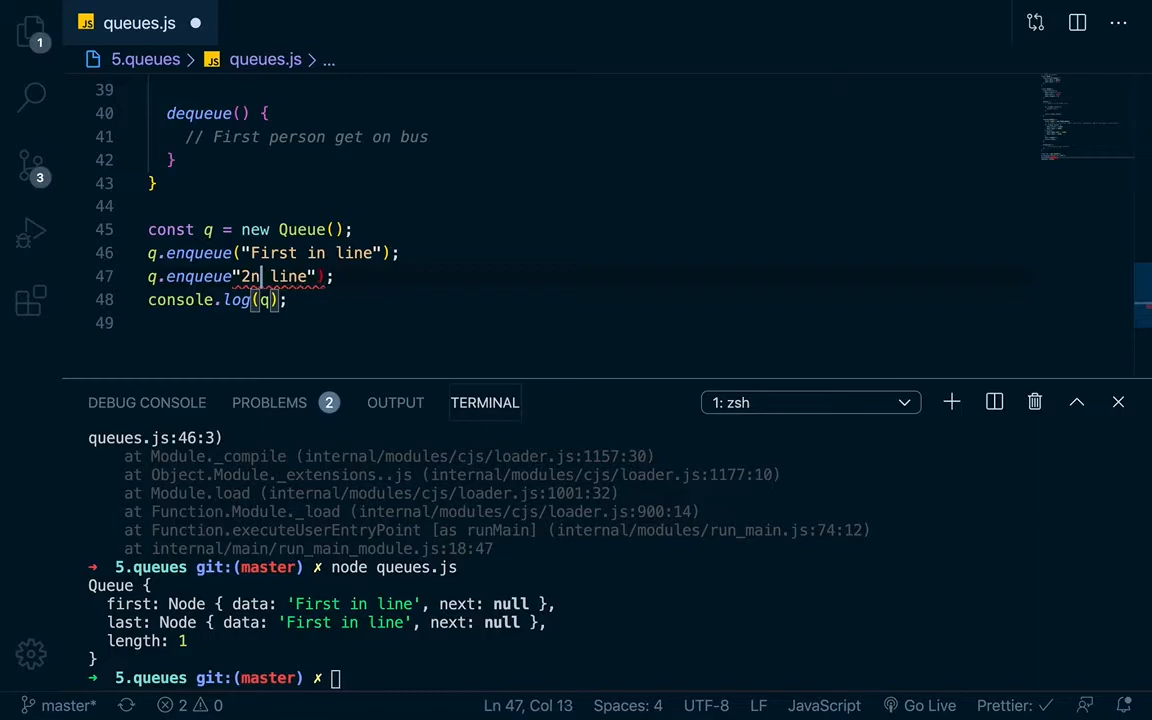 1
JS queues.js
5.queues > JS queues.js > ...
39
40 dequeue() {
41 // First person get on bus
42 }
43 }
44
45 const q = new Queue();
46 q.enqueue("First in line");
47 q.enqueue"2n line");
48 console.log(q);
49
3
DEBUG CONSOLE PROBLEMS 2 OUTPUT TERMINAL 1: zsh
queues.js:46:3)
at Module._compile (internal/modules/cjs/loader.js:1157:30)
at Object.Module._extensions..js (internal/modules/cjs/loader.js:1177:10)
at Module.load (internal/modules/cjs/loader.js:1001:32)
at Function.Module._load (internal/modules/cjs/loader.js:900:14)
at Function.executeUserEntryPoint [as runMain] (internal/modules/run_main.js:74:12)
at internal/main/run_main_module.js:18:47
➜ 5.queues git:(master) ✗ node queues.js
Queue {
first: Node { data: 'First in line', next: null },
last: Node { data: 'First in line', next: null },
length: 1
}
➜ 5.queues git:(master) ✗
master* 2 0 Ln 47, Col 13 Spaces: 4 UTF-8 LF JavaScript Go Live Prettier: ✓